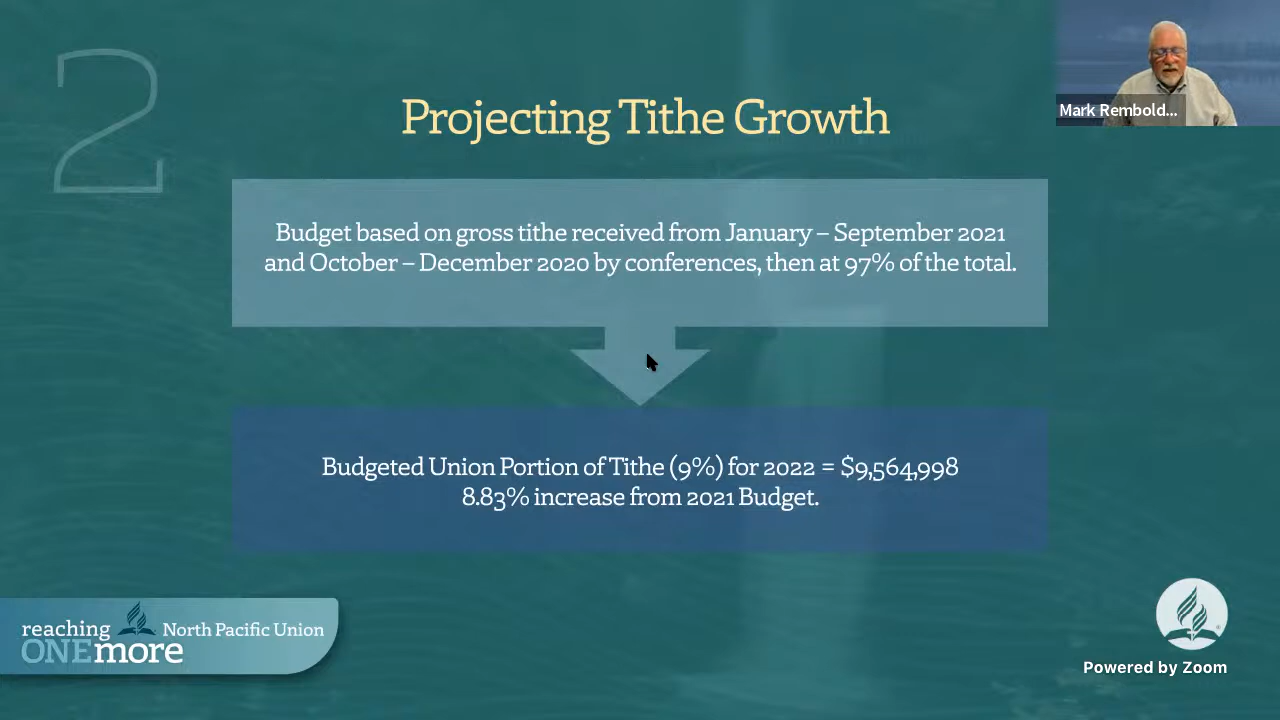 2
Projecting Tithe Growth
Mark Rembold...
Budget based on gross tithe received from January – September 2021
and October – December 2020 by conferences, then at 97% of the total.
Budgeted Union Portion of Tithe (9%) for 2022 = $9,564,998
8.83% increase from 2021 Budget.
reaching North Pacific Union
ONEmore
Powered by Zoom